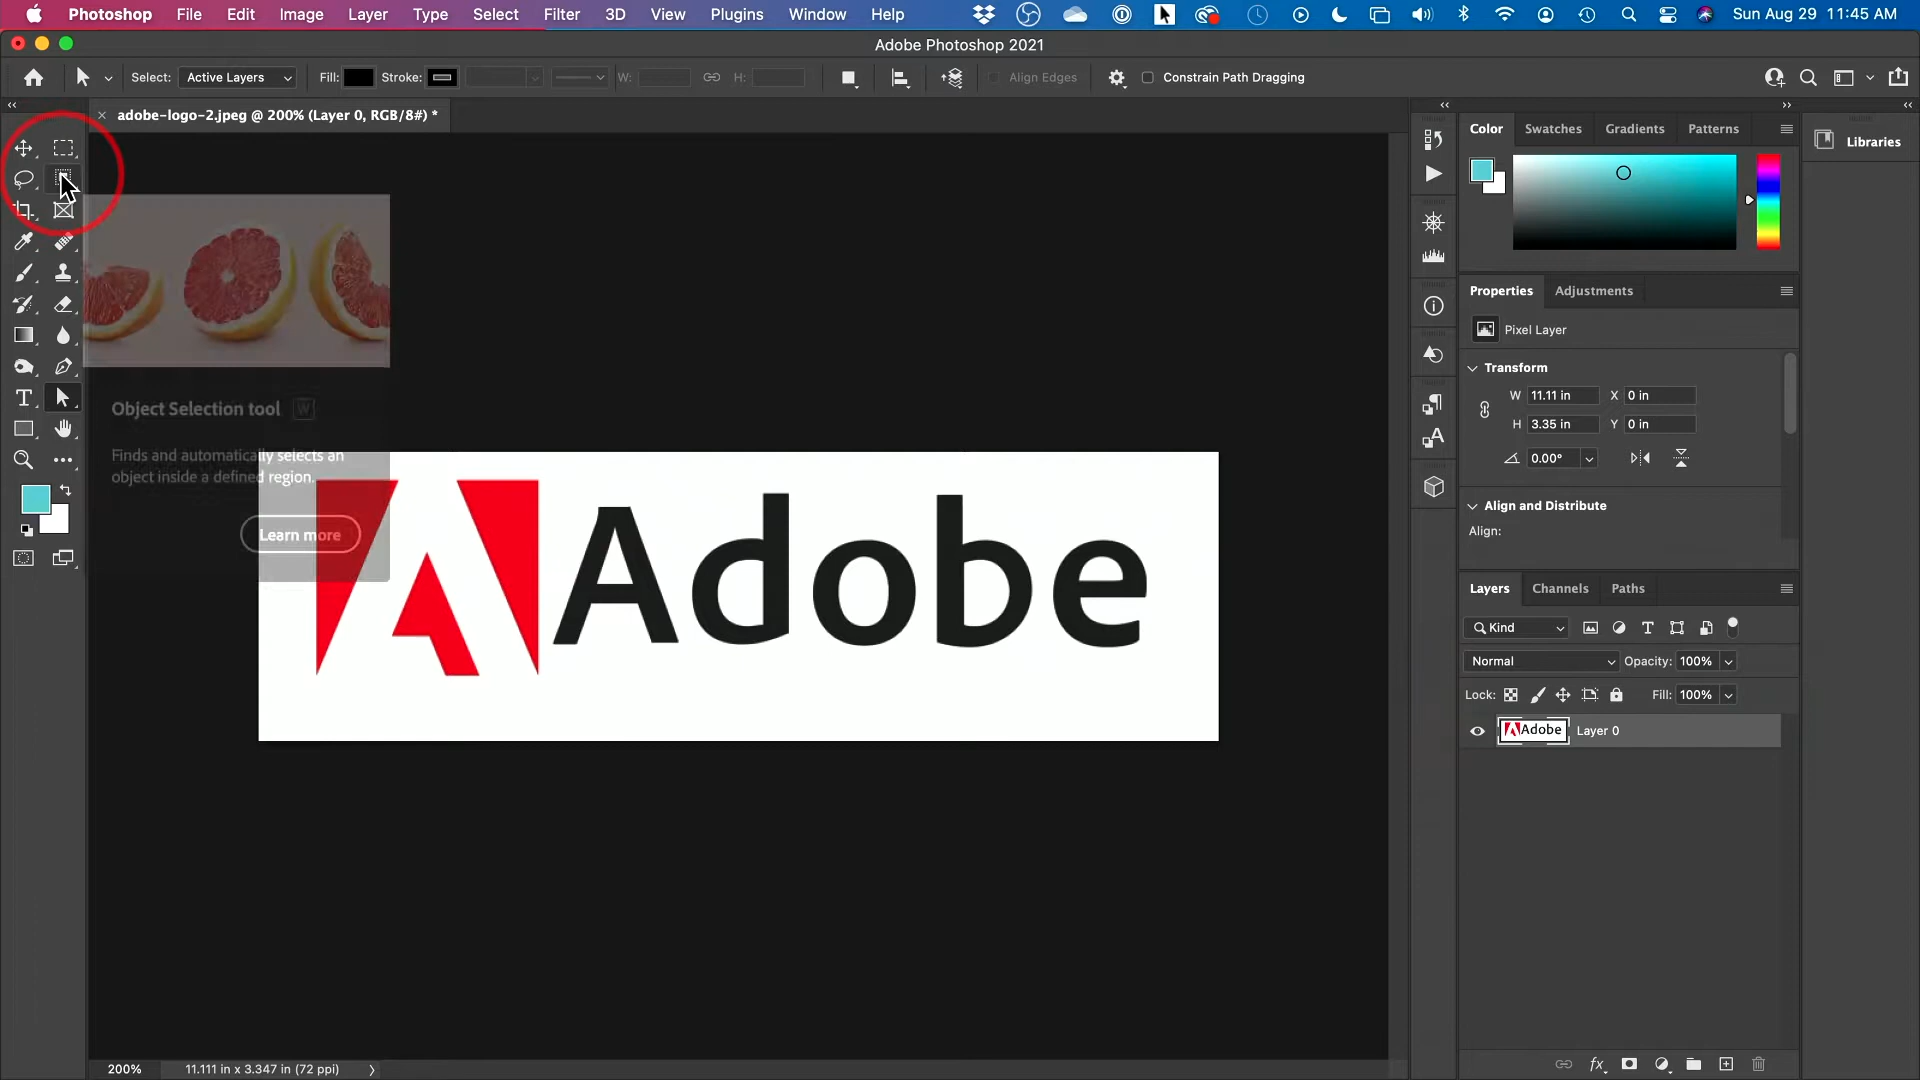 Photoshop File Edit Image Layer Type Select Filter 3D View Plugins Window Help Sun Aug 29 11:45 AM
Adobe Photoshop 2021
Select: Active Layers Fill: Stroke: W: H: Align Edges Constrain Path Dragging
adobe-logo-2.jpeg @ 200% (Layer 0, RGB/8#) *
Color Swatches Gradients Patterns
Libraries
Properties Adjustments
Pixel Layer
Transform
W 11.11 in X 0 in
H 3.35 in Y 0 in
0.00°
Align and Distribute
Align:
Object Selection tool W
Finds and automatically selects an
object inside a defined region.
Learn more
Adobe
Layers Channels Paths
Kind
Normal Opacity: 100%
Lock: Fill: 100%
Adobe Layer 0
200% 11.111 in x 3.347 in (72 ppi)